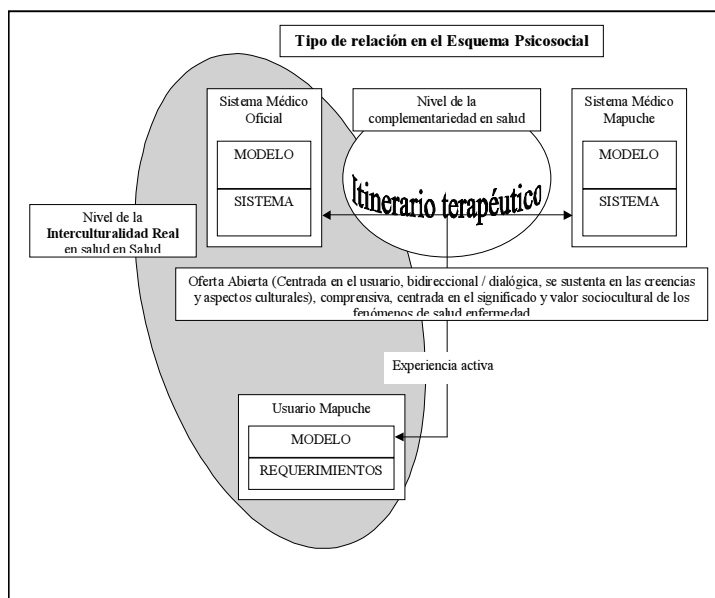 Tipo de relación en el Esquema Psicosocial
Sistema Médico
Oficial
MODELO
SISTEMA
Nivel de la
complementariedad en salud
Itinerario terapéutico
Sistema Médico
Mapuche
MODELO
SISTEMA
Nivel de la
Interculturalidad Real
en salud en Salud
Oferta Abierta (Centrada en el usuario, bidireccional / dialógica, se sustenta en las creencias
y aspectos culturales), comprensiva, centrada en el significado y valor sociocultural de los
fenómenos de salud enfermedad
Experiencia activa
Usuario Mapuche
MODELO
REQUERIMIENTOS